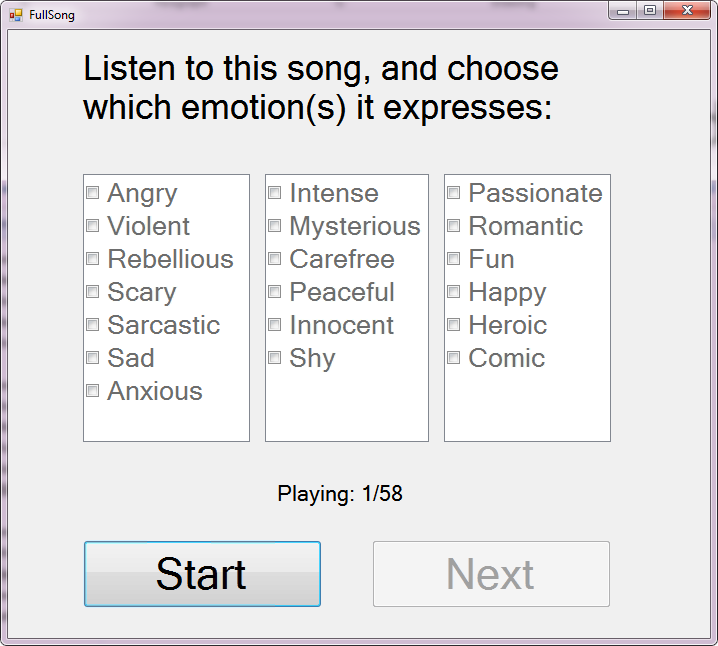 FullSong
Listen to this song, and choose
which emotion(s) it expresses:
Angry
Violent
Rebellious
Scary
Sarcastic
Sad
Anxious
Intense
Mysterious
Carefree
Peaceful
Innocent
Shy
Passionate
Romantic
Fun
Happy
Heroic
Comic
Playing: 1/58
Start
Next